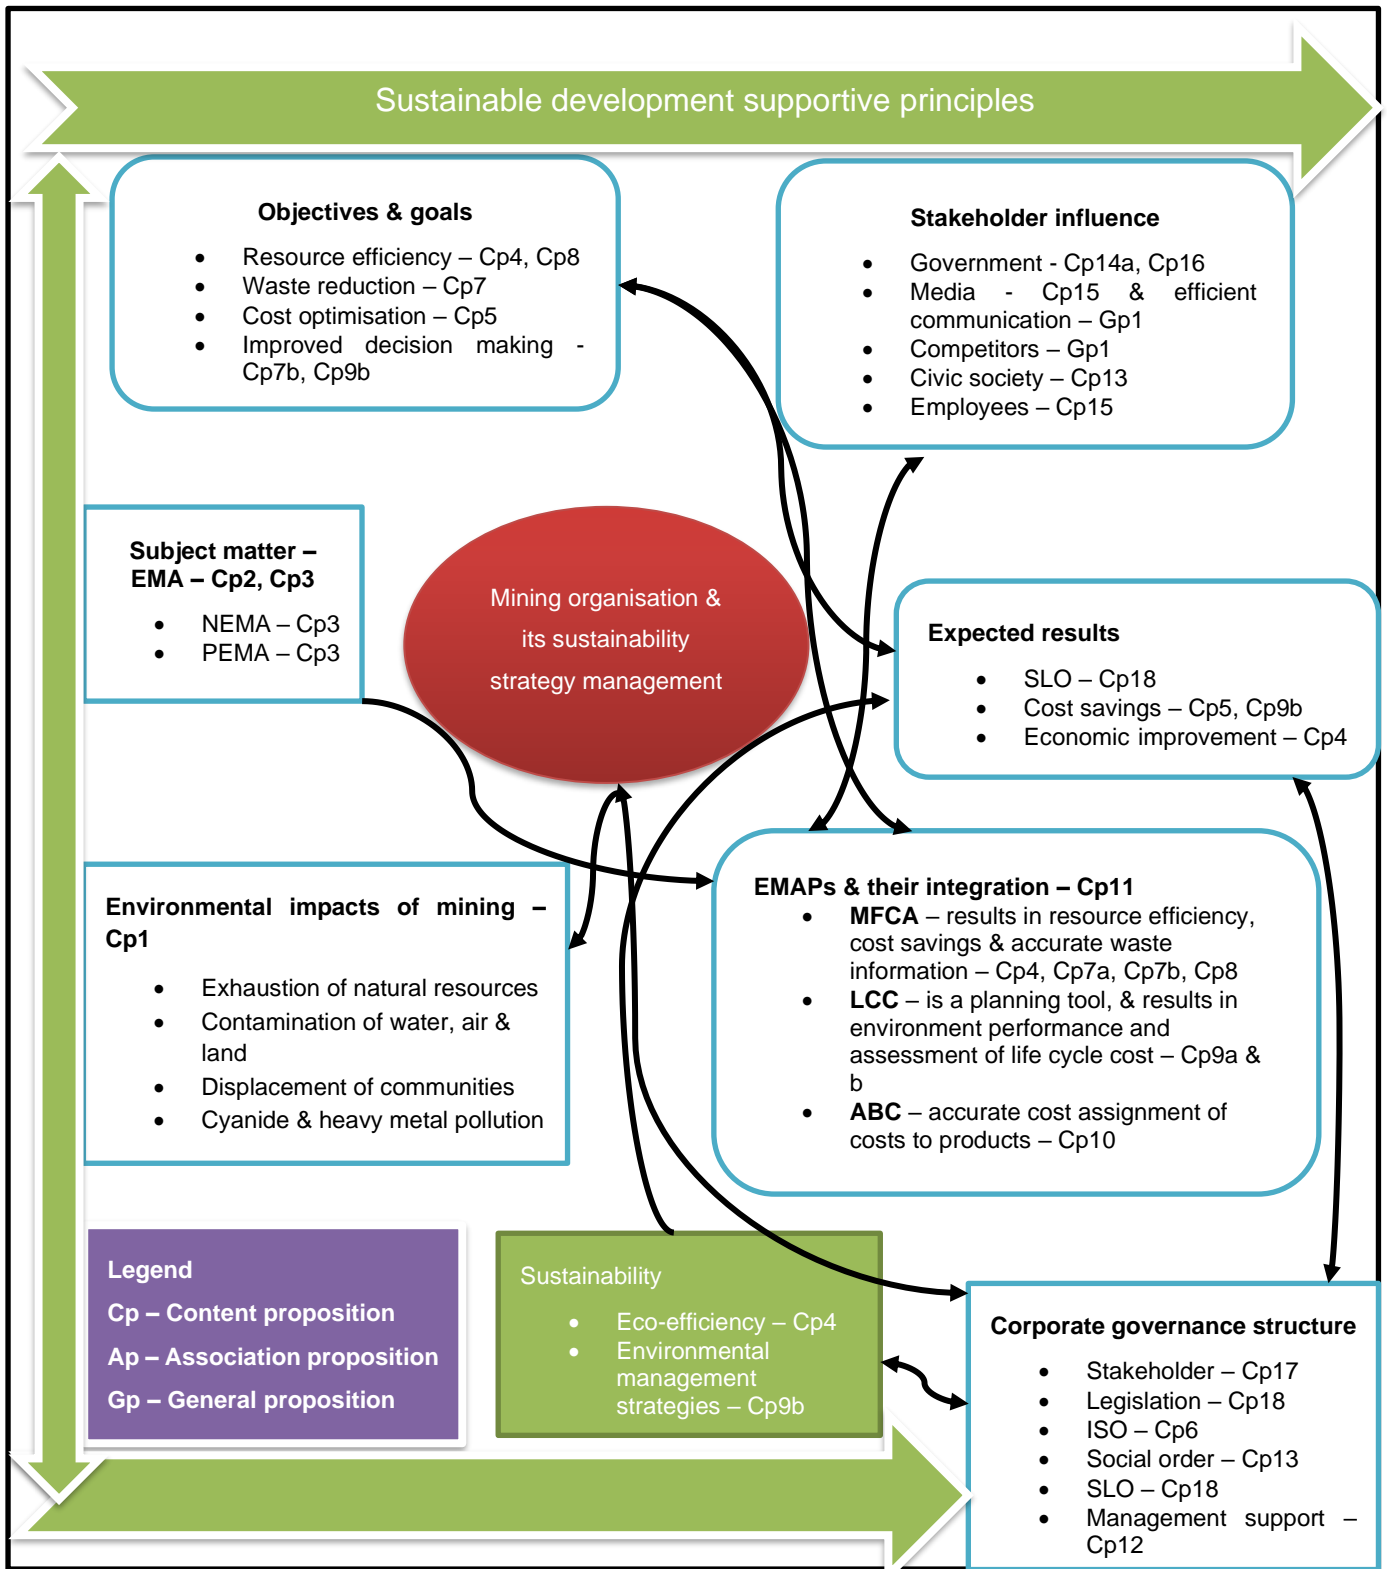 Sustainable development supportive principles
Objectives & goals
• Resource efficiency – Cp4, Cp8
• Waste reduction – Cp7
• Cost optimisation – Cp5
• Improved decision making -
Cp7b, Cp9b
Stakeholder influence
• Government - Cp14a, Cp16
• Media - Cp15 & efficient
communication – Gp1
• Competitors – Gp1
• Civic society – Cp13
• Employees – Cp15
Subject matter –
EMA – Cp2, Cp3
• NEMA – Cp3
• PEMA – Cp3
Mining organisation &
its sustainability
strategy management
Expected results
• SLO – Cp18
• Cost savings – Cp5, Cp9b
• Economic improvement – Cp4
Environmental impacts of mining –
Cp1
• Exhaustion of natural resources
• Contamination of water, air &
land
• Displacement of communities
• Cyanide & heavy metal pollution
EMAPs & their integration – Cp11
• MFCA – results in resource efficiency,
cost savings & accurate waste
information – Cp4, Cp7a, Cp7b, Cp8
• LCC – is a planning tool, & results in
environment performance and
assessment of life cycle cost – Cp9a &
b
• ABC – accurate cost assignment of
costs to products – Cp10
Legend
Cp – Content proposition
Ap – Association proposition
Gp – General proposition
Sustainability
• Eco-efficiency – Cp4
• Environmental
management
strategies – Cp9b
Corporate governance structure
• Stakeholder – Cp17
• Legislation – Cp18
• ISO – Cp6
• Social order – Cp13
• SLO – Cp18
• Management support –
Cp12